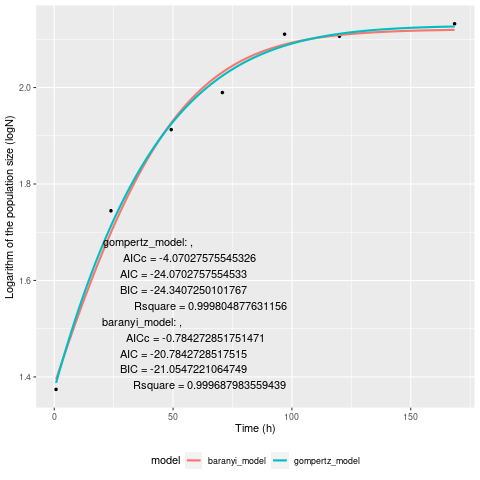 2.0
1.8
1.6
1.4
Logarithm of the population size (logN)
gompertz_model: ,
AICc = -4.07027575545326
AIC = -24.0702757554533
BIC = -24.3407250101767
Rsquare = 0.999804877631156
baranyi_model: ,
AICc = -0.784272851751471
AIC = -20.7842728517515
BIC = -21.0547221064749
Rsquare = 0.999687983559439
0 50 100 150
Time (h)
model baranyi_model gompertz_model